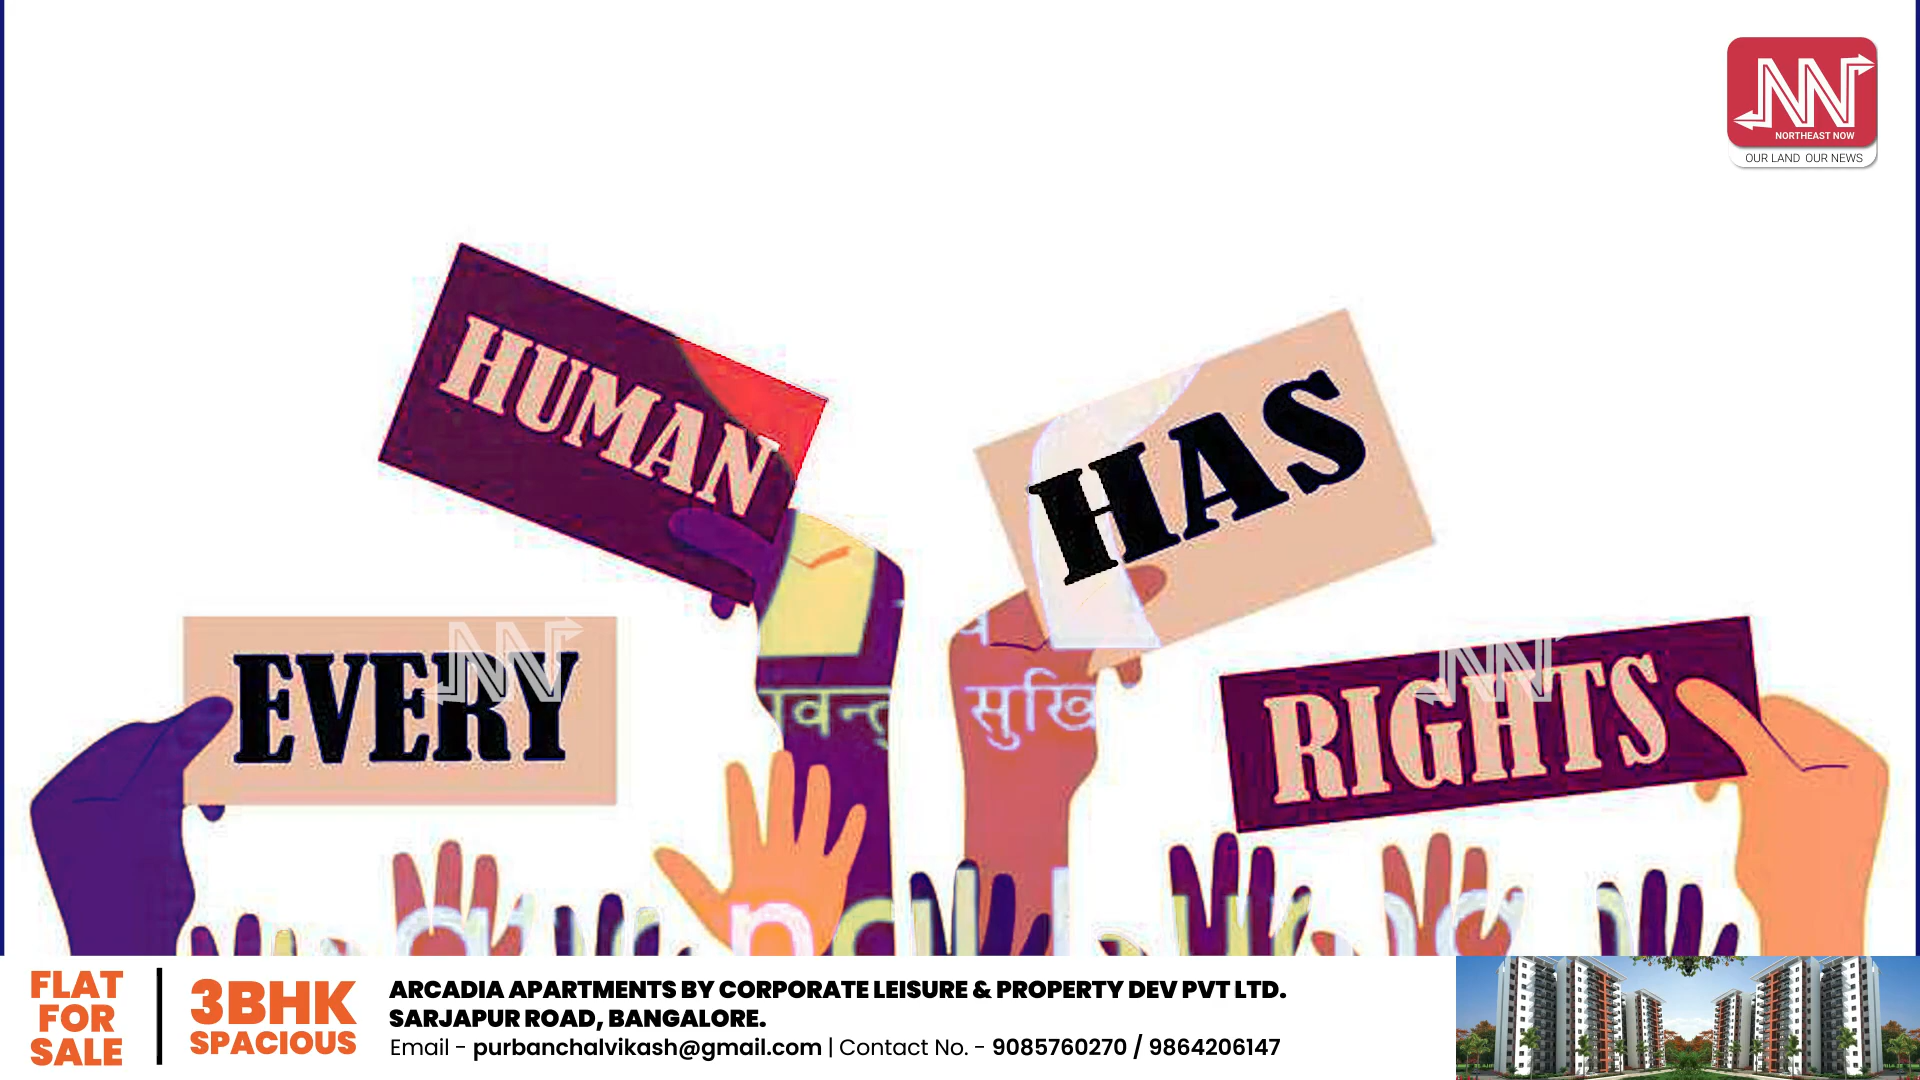 NORTHEAST NOW
OUR LAND OUR NEWS
HUMAN
HAS
EVERY
RIGHTS
वन्तु
सुखि
FLAT
FOR
SALE
3BHK
SPACIOUS
ARCADIA APARTMENTS BY CORPORATE LEISURE & PROPERTY DEV PVT LTD.
SARJAPUR ROAD, BANGALORE.
Email - purbanchalvikash@gmail.com | Contact No. - 9085760270 / 9864206147